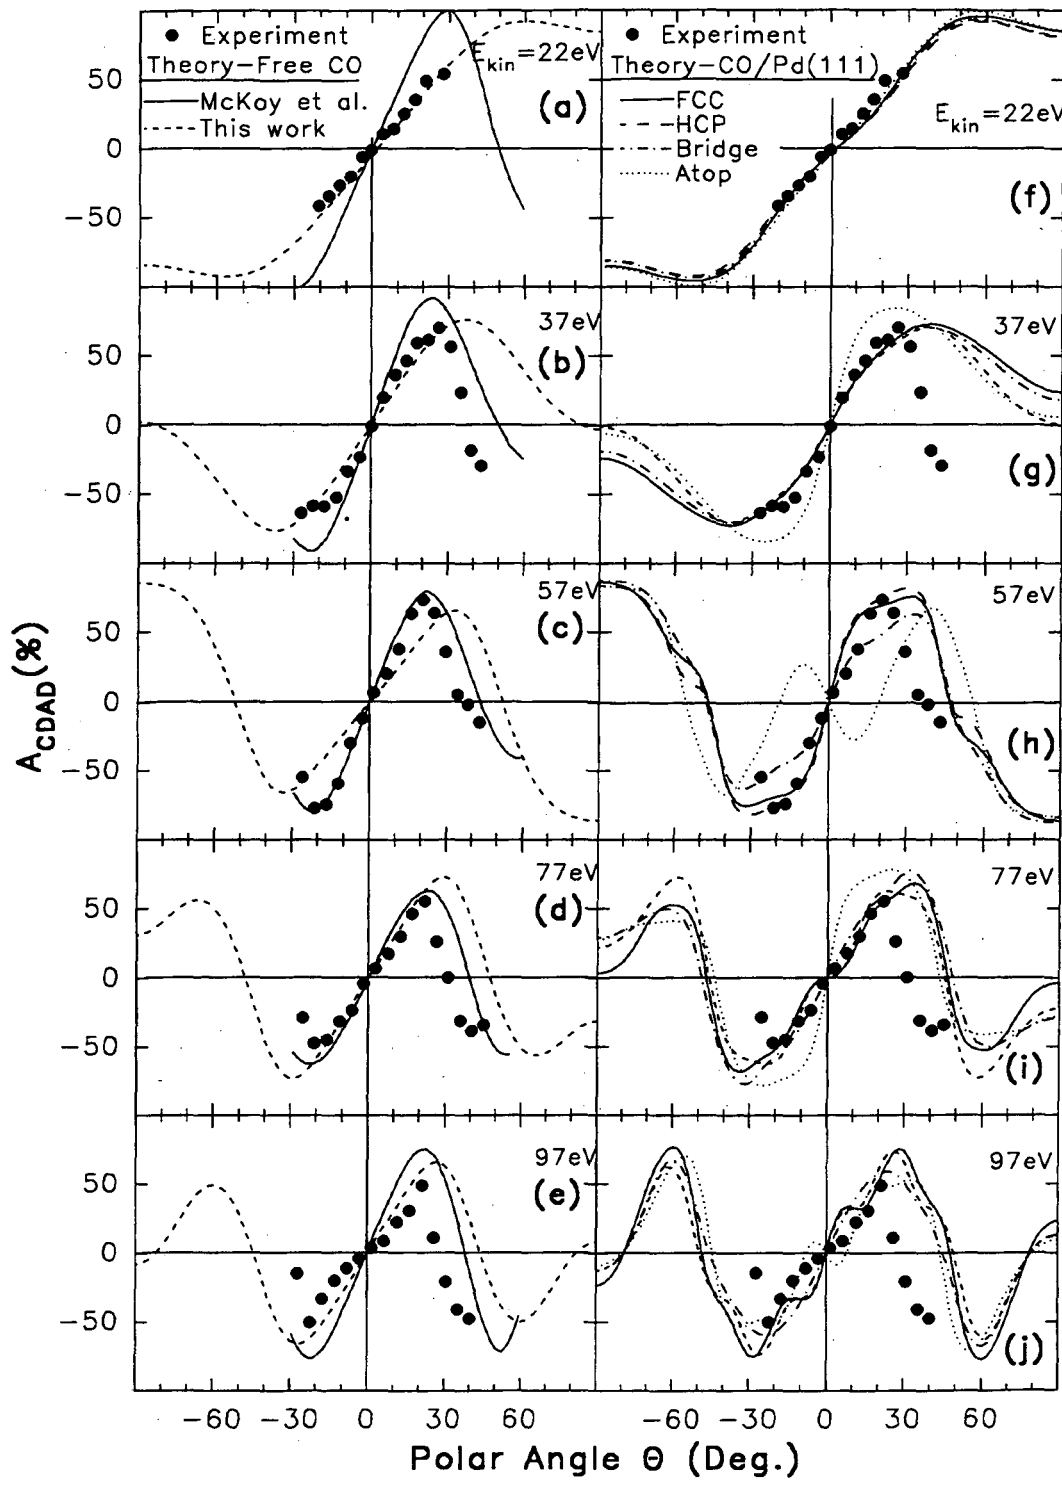 Experiment
Theory-Free CO
McKoy et al.
This work
E_kin=22eV
(a)
Experiment
Theory-CO/Pd(111)
FCC
HCP
Bridge
Atop
E_kin=22eV
(f)
50
0
-50
37eV
(b)
37eV
(g)
50
0
-50
57eV
(c)
57eV
(h)
50
0
-50
77eV
(d)
77eV
(i)
50
0
-50
97eV
(e)
97eV
(j)
50
0
-50
A_CDAD(%)
-60 -30 0 30 60 -60 -30 0 30 60
Polar Angle Θ (Deg.)